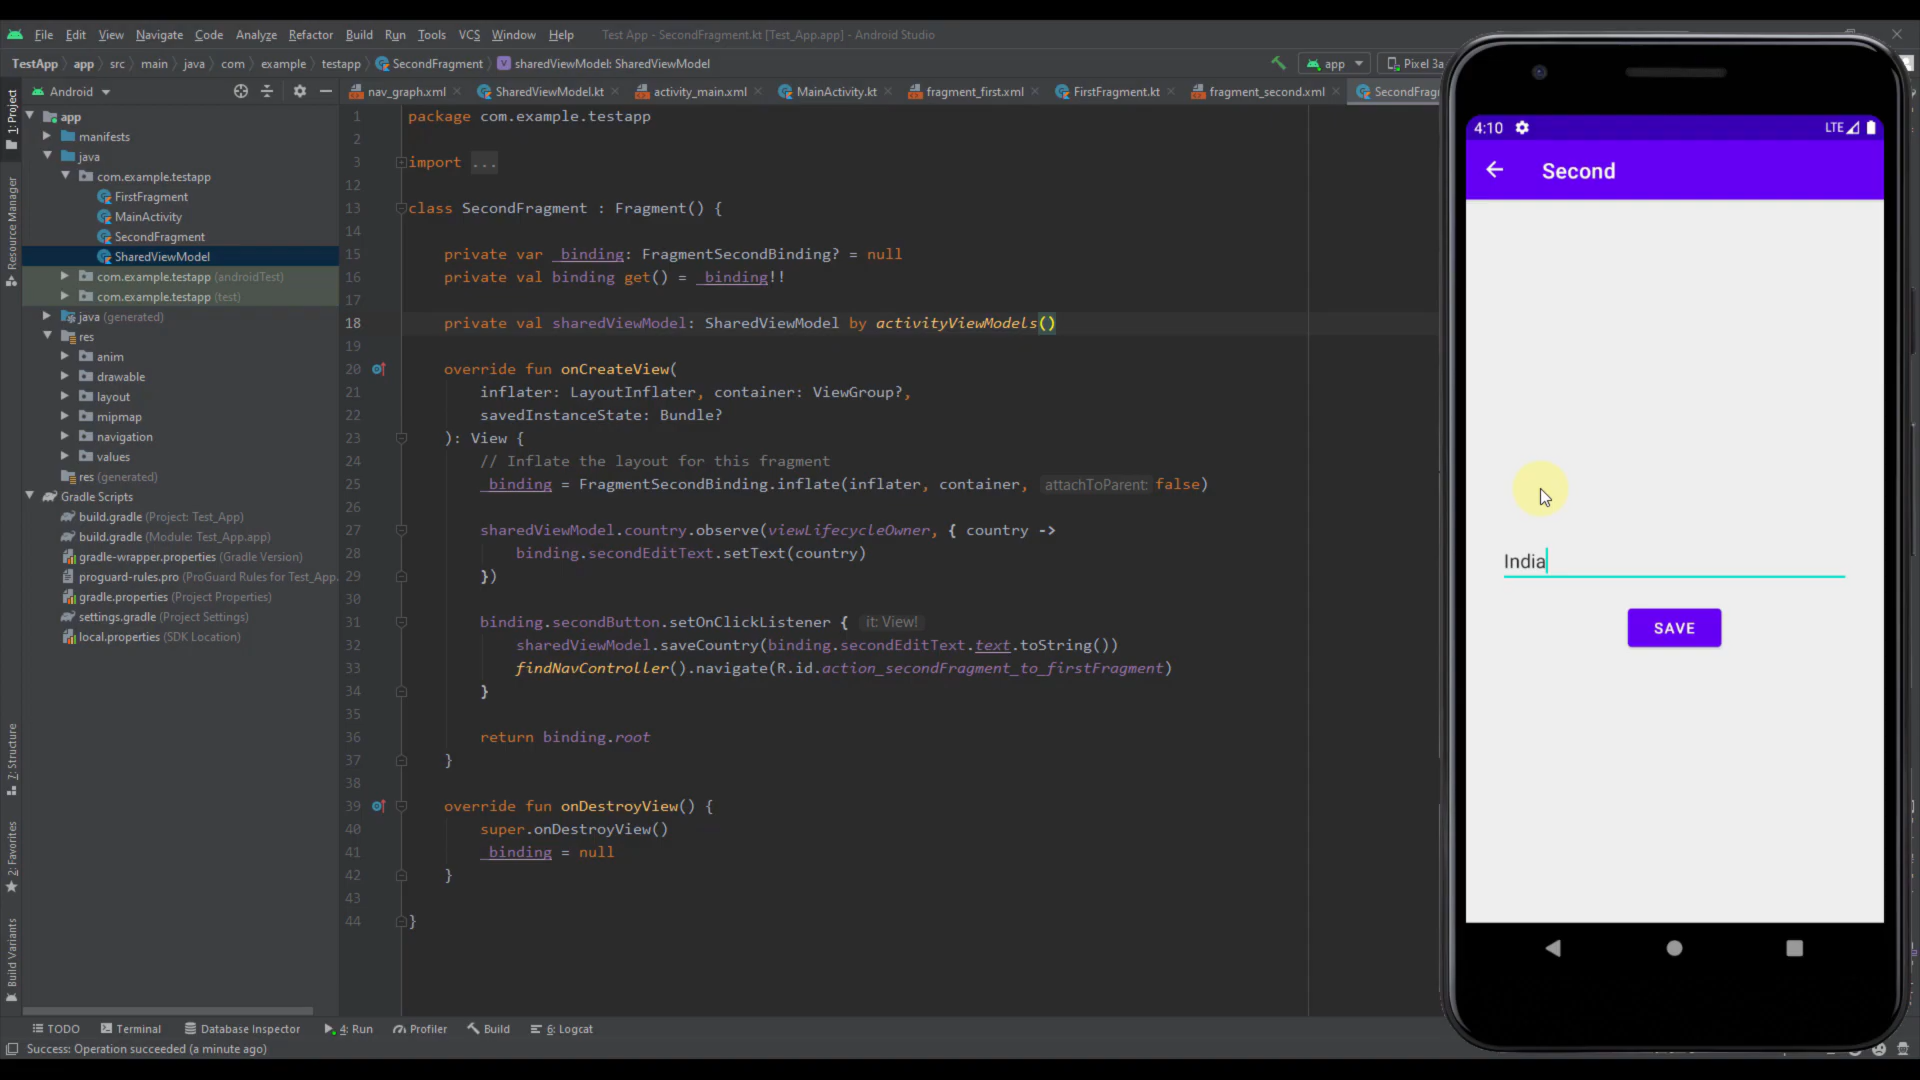 File Edit View Navigate Code Analyze Refactor Build Run Tools VCS Window Help Test App - SecondFragment.kt [Test_App.app] - Android Studio
TestApp app src main java com example testapp SecondFragment sharedViewModel: SharedViewModel app Pixel 3a
Android nav_graph.xml SharedViewModel.kt activity_main.xml MainActivity.kt fragment_first.xml FirstFragment.kt fragment_second.xml SecondFrag
1: Project
Resource Manager
7: Structure
2: Favorites
Build Variants
app
manifests
java
com.example.testapp
FirstFragment
MainActivity
SecondFragment
SharedViewModel
com.example.testapp (androidTest)
com.example.testapp (test)
java (generated)
res
anim
drawable
layout
mipmap
navigation
values
res (generated)
Gradle Scripts
build.gradle (Project: Test_App)
build.gradle (Module: Test_App.app)
gradle-wrapper.properties (Gradle Version)
proguard-rules.pro (ProGuard Rules for Test_App.
gradle.properties (Project Properties)
settings.gradle (Project Settings)
local.properties (SDK Location)
1 package com.example.testapp
2
3 import ...
12
13 class SecondFragment : Fragment() {
14
15 private var _binding: FragmentSecondBinding? = null
16 private val binding get() = _binding!!
17
18 private val sharedViewModel: SharedViewModel by activityViewModels()
19
20 override fun onCreateView(
21 inflater: LayoutInflater, container: ViewGroup?,
22 savedInstanceState: Bundle?
23 ): View {
24 // Inflate the layout for this fragment
25 _binding = FragmentSecondBinding.inflate(inflater, container, attachToParent: false)
26
27 sharedViewModel.country.observe(viewLifecycleOwner, { country ->
28 binding.secondEditText.setText(country)
29 })
30
31 binding.secondButton.setOnClickListener { it: View!
32 sharedViewModel.saveCountry(binding.secondEditText.text.toString())
33 findNavController().navigate(R.id.action_secondFragment_to_firstFragment)
34 }
35
36 return binding.root
37 }
38
39 override fun onDestroyView() {
40 super.onDestroyView()
41 _binding = null
42 }
43
44 }
4:10 LTE
Second
India
SAVE
TODO Terminal Database Inspector 4: Run Profiler Build 6: Logcat
Success: Operation succeeded (a minute ago)